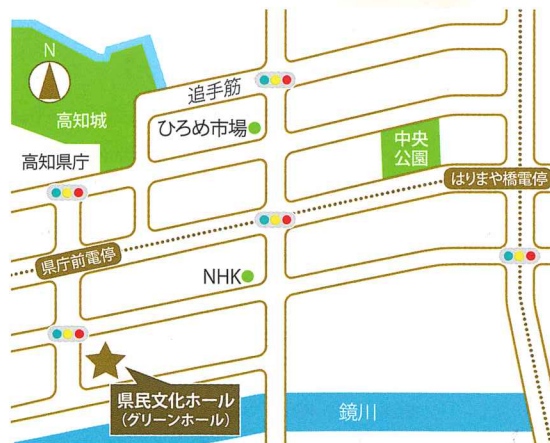 N
追手筋
高知城
ひろめ市場
中央
公園
高知県庁
はりまや橋電停
県庁前電停
NHK
県民文化ホール
(グリーンホール)
鏡川